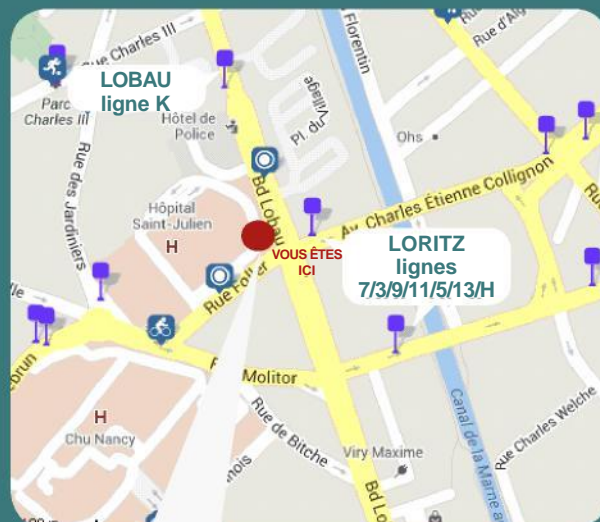 Rue Charles III
Florentin
LOBAU
ligne K
Parc
Charles III
Hôtel de
Police
Pl. du Village
Ohs
Rue des Jardiniers
Bd Lobau
Av. Charles Étienne Collignon
Hôpital
Saint-Julien
H
VOUS ÊTES
ICI
LORITZ
lignes
7/3/9/11/5/13/H
Rue Foller
Molitor
H
Chu Nancy
Rue de Bitche
Viry Maxime
Canal de la Marne a
Rue Charles Welche
Bd Lo